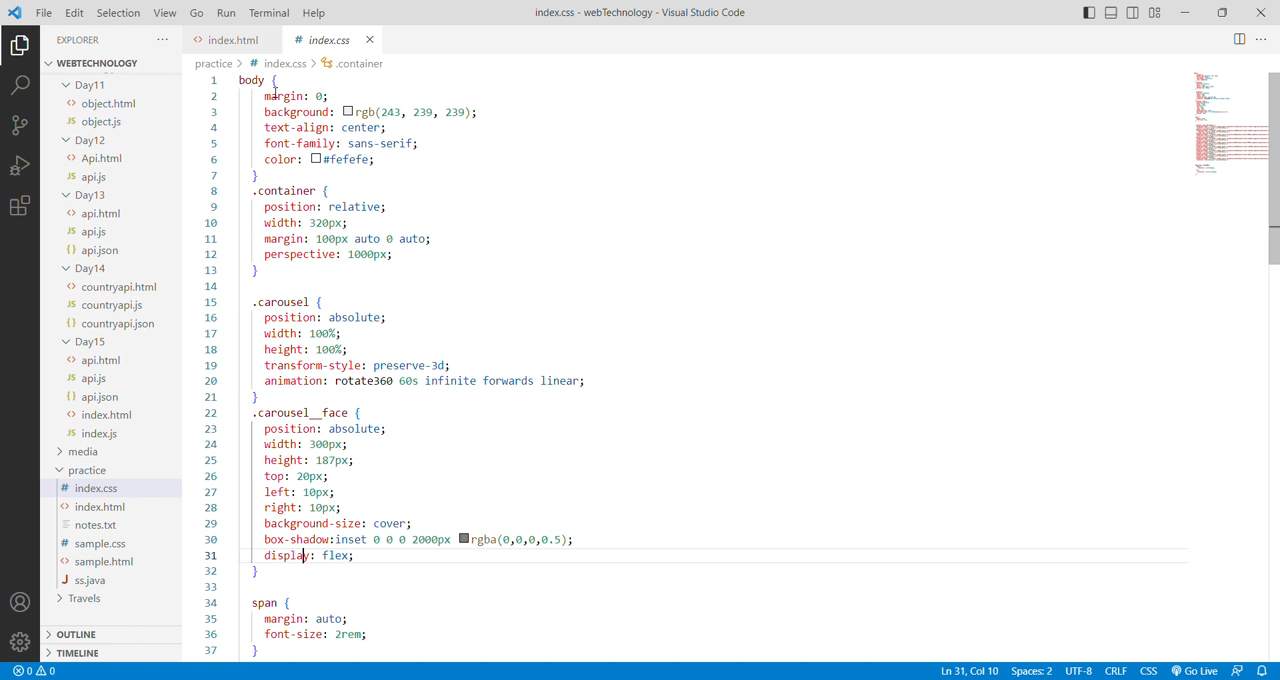 File Edit Selection View Go Run Terminal Help
index.css - webTechnology - Visual Studio Code
EXPLORER
WEBTECHNOLOGY
Day11
object.html
JS object.js
Day12
Api.html
JS api.js
Day13
api.html
JS api.js
api.json
Day14
countryapi.html
JS countryapi.js
countryapi.json
Day15
api.html
JS api.js
api.json
index.html
JS index.js
media
practice
# index.css
index.html
notes.txt
# sample.css
sample.html
J ss.java
Travels
OUTLINE
TIMELINE
index.html
# index.css
practice > # index.css > .container
1 body {
2 margin: 0;
3 background: rgb(243, 239, 239);
4 text-align: center;
5 font-family: sans-serif;
6 color: #fefefe;
7 }
8 .container {
9 position: relative;
10 width: 320px;
11 margin: 100px auto 0 auto;
12 perspective: 1000px;
13 }
14
15 .carousel {
16 position: absolute;
17 width: 100%;
18 height: 100%;
19 transform-style: preserve-3d;
20 animation: rotate360 60s infinite forwards linear;
21 }
22 .carousel__face {
23 position: absolute;
24 width: 300px;
25 height: 187px;
26 top: 20px;
27 left: 10px;
28 right: 10px;
29 background-size: cover;
30 box-shadow:inset 0 0 0 2000px rgba(0,0,0,0.5);
31 display: flex;
32 }
33
34 span {
35 margin: auto;
36 font-size: 2rem;
37 }
0 0
Ln 31, Col 10 Spaces: 2 UTF-8 CRLF CSS Go Live